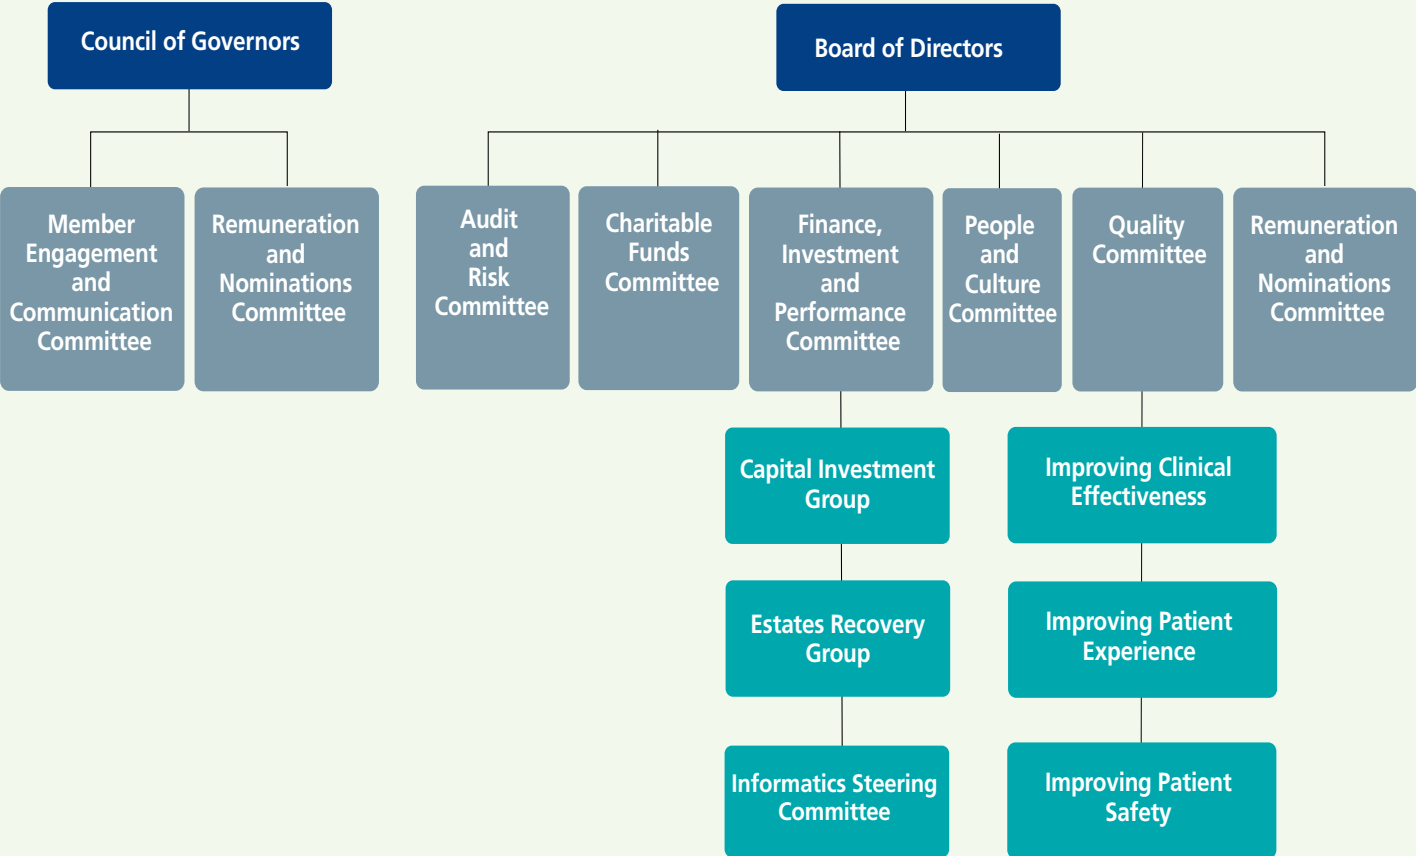 Council of Governors
Board of Directors
Member
Engagement
and
Communication
Committee
Remuneration
and
Nominations
Committee
Audit
and
Risk
Committee
Charitable
Funds
Committee
Finance,
Investment
and
Performance
Committee
People
and
Culture
Committee
Quality
Committee
Remuneration
and
Nominations
Committee
Capital Investment
Group
Improving Clinical
Effectiveness
Estates Recovery
Group
Improving Patient
Experience
Informatics Steering
Committee
Improving Patient
Safety